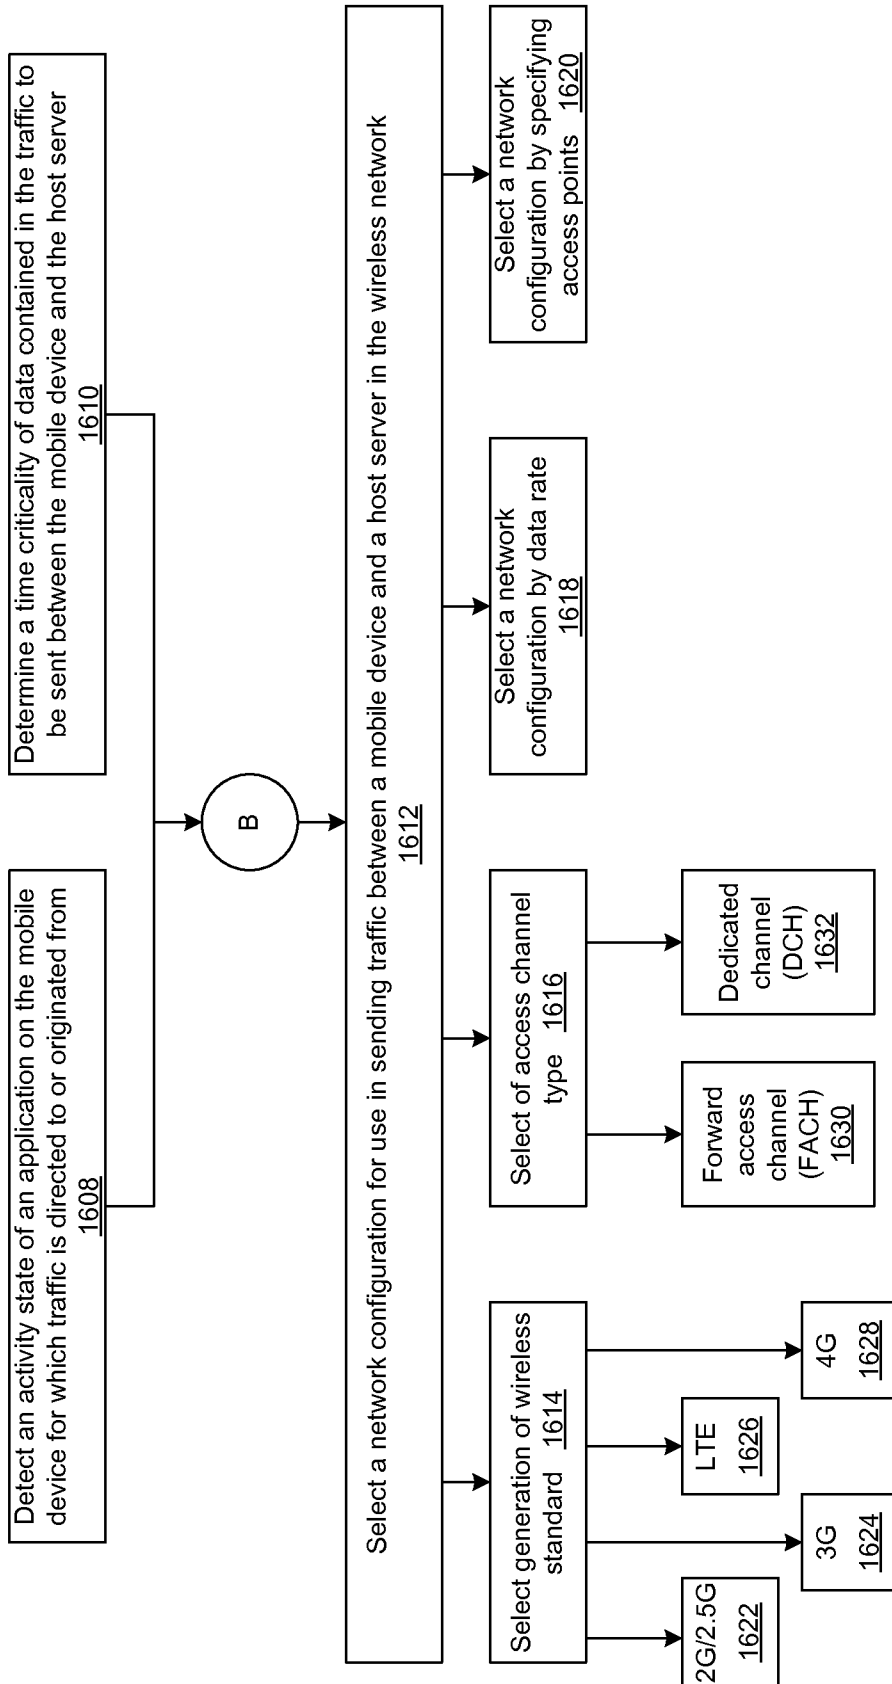 Detect an activity state of an application on the mobile
device for which traffic is directed to or originated from
1608
Determine a time criticality of data contained in the traffic to
be sent between the mobile device and the host server
1610
B
Select a network configuration for use in sending traffic between a mobile device and a host server in the wireless network
1612
Select generation of wireless
standard 1614
Select of access channel
type 1616
Select a network
configuration by data rate
1618
Select a network
configuration by specifying
access points 1620
2G/2.5G
1622
3G
1624
LTE
1626
4G
1628
Forward
access
channel
(FACH)
1630
Dedicated
channel
(DCH)
1632